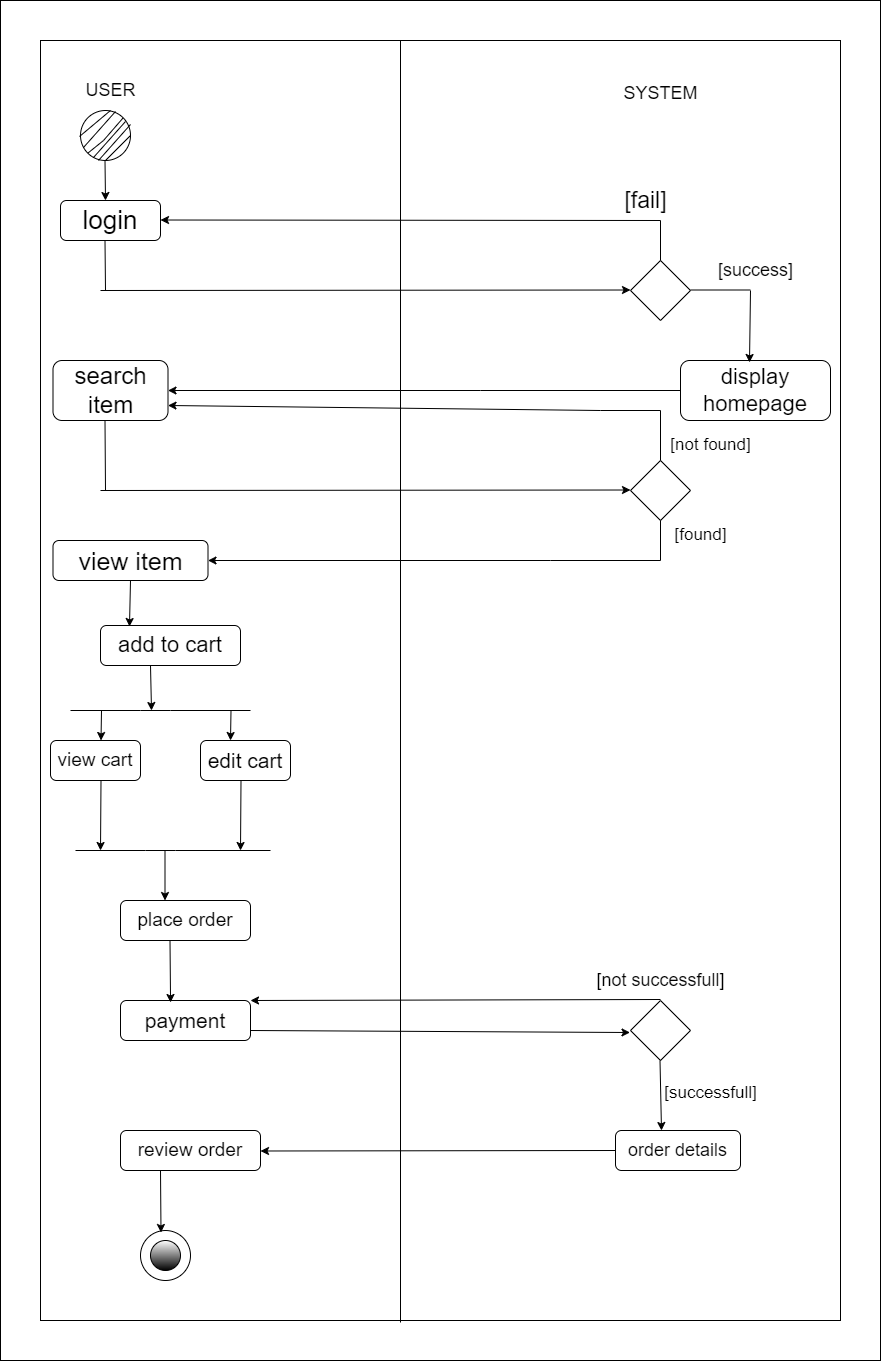 USER
SYSTEM
[fail]
login
[success]
search
item
display
homepage
[not found]
[found]
view item
add to cart
view cart
edit cart
place order
[not successfull]
payment
[successfull]
review order
order details